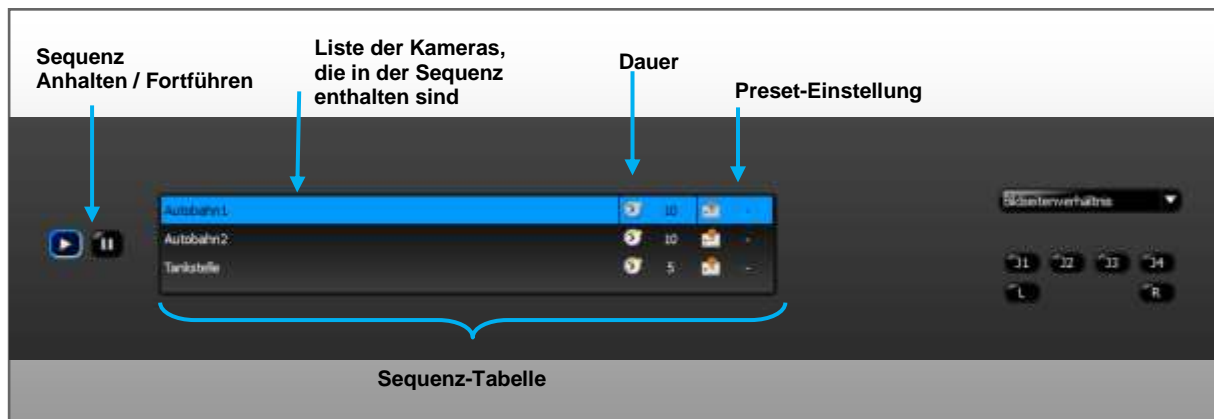 Sequenz
Anhalten / Fortführen
Liste der Kameras,
die in der Sequenz
enthalten sind
Dauer
Preset-Einstellung
Autobahn1 10 -
Autobahn2 10 -
Tankstelle 5 -
Bildseitenverhältnis
J1 J2 J3 J4
L R
Sequenz-Tabelle